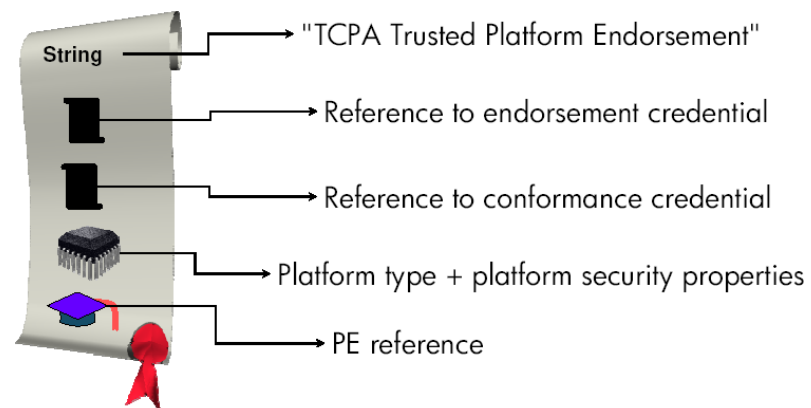 String
"TCPA Trusted Platform Endorsement"
Reference to endorsement credential
Reference to conformance credential
Platform type + platform security properties
PE reference